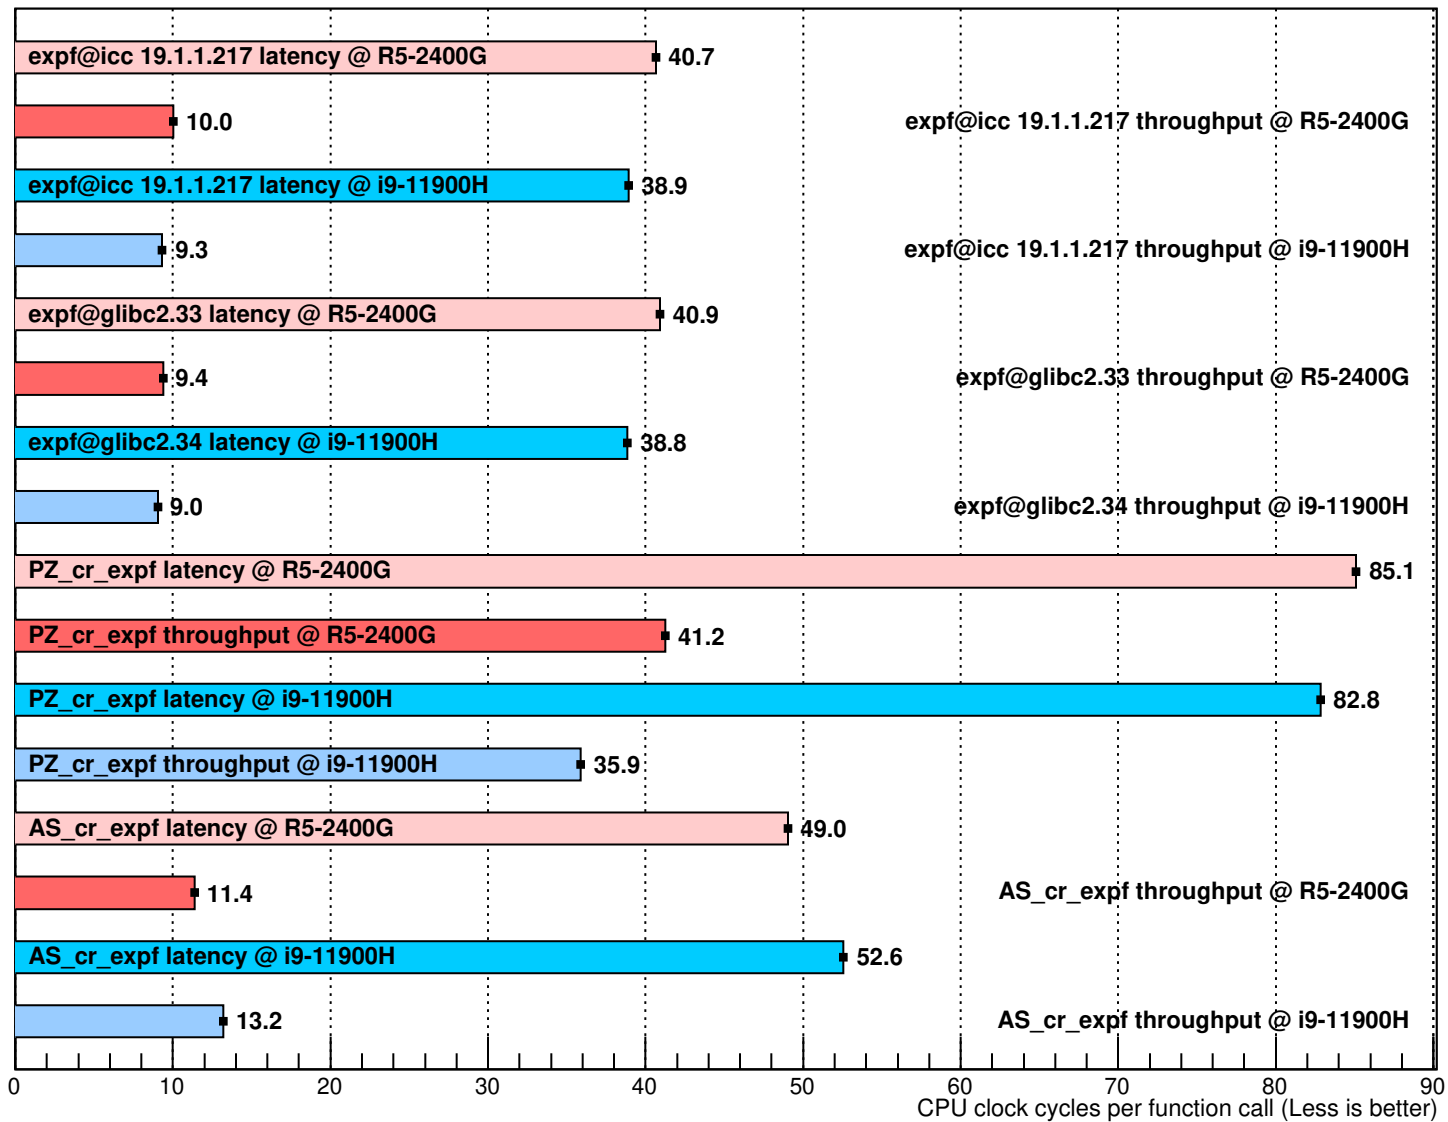 expf@icc 19.1.1.217 latency @ R5-2400G 40.7
10.0 expf@icc 19.1.1.217 throughput @ R5-2400G
expf@icc 19.1.1.217 latency @ i9-11900H 38.9
9.3 expf@icc 19.1.1.217 throughput @ i9-11900H
expf@glibc2.33 latency @ R5-2400G 40.9
9.4 expf@glibc2.33 throughput @ R5-2400G
expf@glibc2.34 latency @ i9-11900H 38.8
9.0 expf@glibc2.34 throughput @ i9-11900H
PZ_cr_expf latency @ R5-2400G 85.1
PZ_cr_expf throughput @ R5-2400G 41.2
PZ_cr_expf latency @ i9-11900H 82.8
PZ_cr_expf throughput @ i9-11900H 35.9
AS_cr_expf latency @ R5-2400G 49.0
11.4 AS_cr_expf throughput @ R5-2400G
AS_cr_expf latency @ i9-11900H 52.6
13.2 AS_cr_expf throughput @ i9-11900H
0 10 20 30 40 50 60 70 80 90
CPU clock cycles per function call (Less is better)